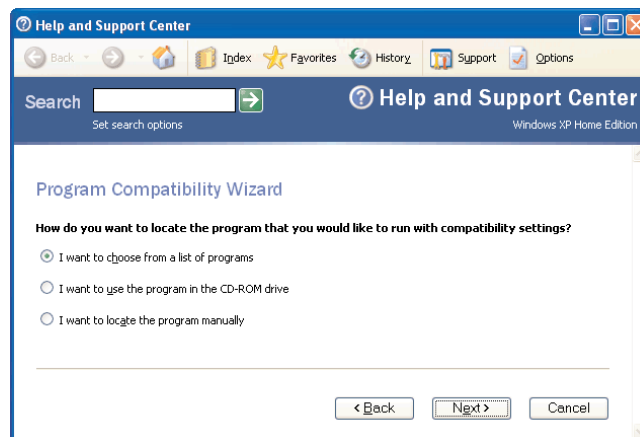 Help and Support Center
Back
Index
Favorites
History
Support
Options
Search
Set search options
Help and Support Center
Windows XP Home Edition
Program Compatibility Wizard
How do you want to locate the program that you would like to run with compatibility settings?
I want to choose from a list of programs
I want to use the program in the CD-ROM drive
I want to locate the program manually
< Back
Next >
Cancel